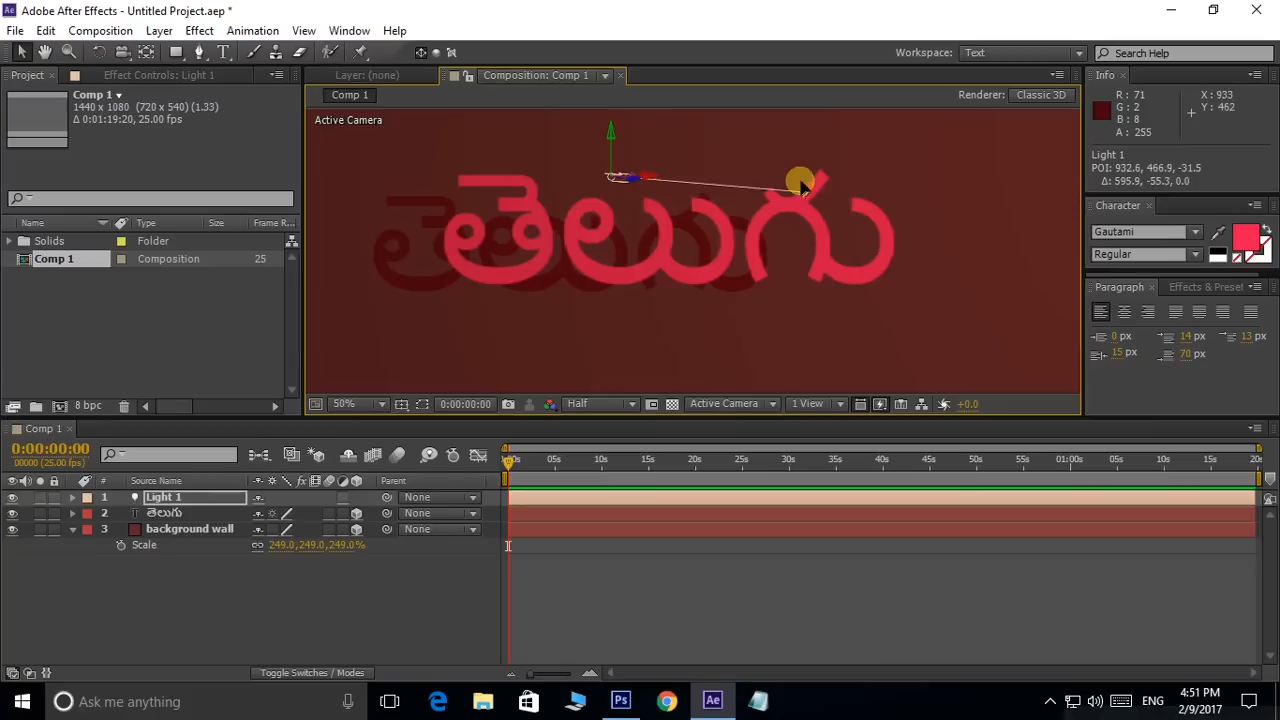 Adobe After Effects - Untitled Project.aep *
File Edit Composition Layer Effect Animation View Window Help
Workspace: Text Search Help
Project Effect Controls: Light 1 Layer: (none) Composition: Comp 1 Info
Comp 1
1440 x 1080 (720 x 540) (1.33)
Δ 0:01:19:20, 25.00 fps
Comp 1 Renderer: Classic 3D
Active Camera
R : 71
G : 2
B : 8
A : 255
X : 933
Y : 462
Light 1
POI: 932.6, 466.9, -31.5
Δ: 595.9, -55.3, 0.0
తెలుగు
Character
Gautami
Regular
Paragraph Effects & Preset
0 px 14 px 13 px
15 px 70 px
Name Type Frame R...
Solids Folder
Comp 1 Composition 25
8 bpc
50% 0:00:00:00 Half Active Camera 1 View +0.0
Comp 1
0:00:00:00
00000 (25.00 fps)
05s 10s 15s 20s 25s 30s 35s 40s 45s 50s 55s 01:00s 05s 10s 15s 20s
# Source Name Parent
1 Light 1 None
2 తెలుగు None
3 background wall None
Scale 249.0,249.0,249.0%
Toggle Switches / Modes
Ask me anything
ENG
4:51 PM
2/9/2017